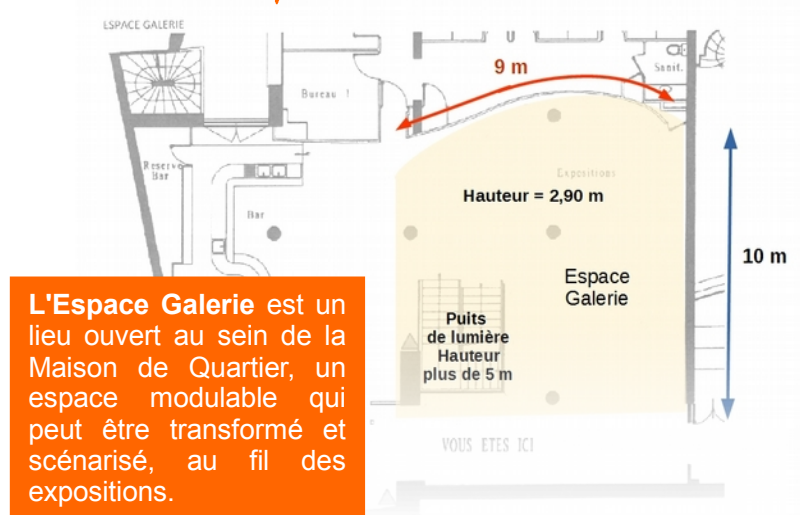 ESPACE GALERIE
9 m
Sanit.
Bureau 1
Reserve
Bar
Expositions
Hauteur = 2,90 m
Bar
10 m
Espace
Galerie
L'Espace Galerie est un
lieu ouvert au sein de la
Maison de Quartier, un
espace modulable qui
peut être transformé et
scénarisé, au fil des
expositions.
Puits
de lumière
Hauteur
plus de 5 m
VOUS ETES ICI